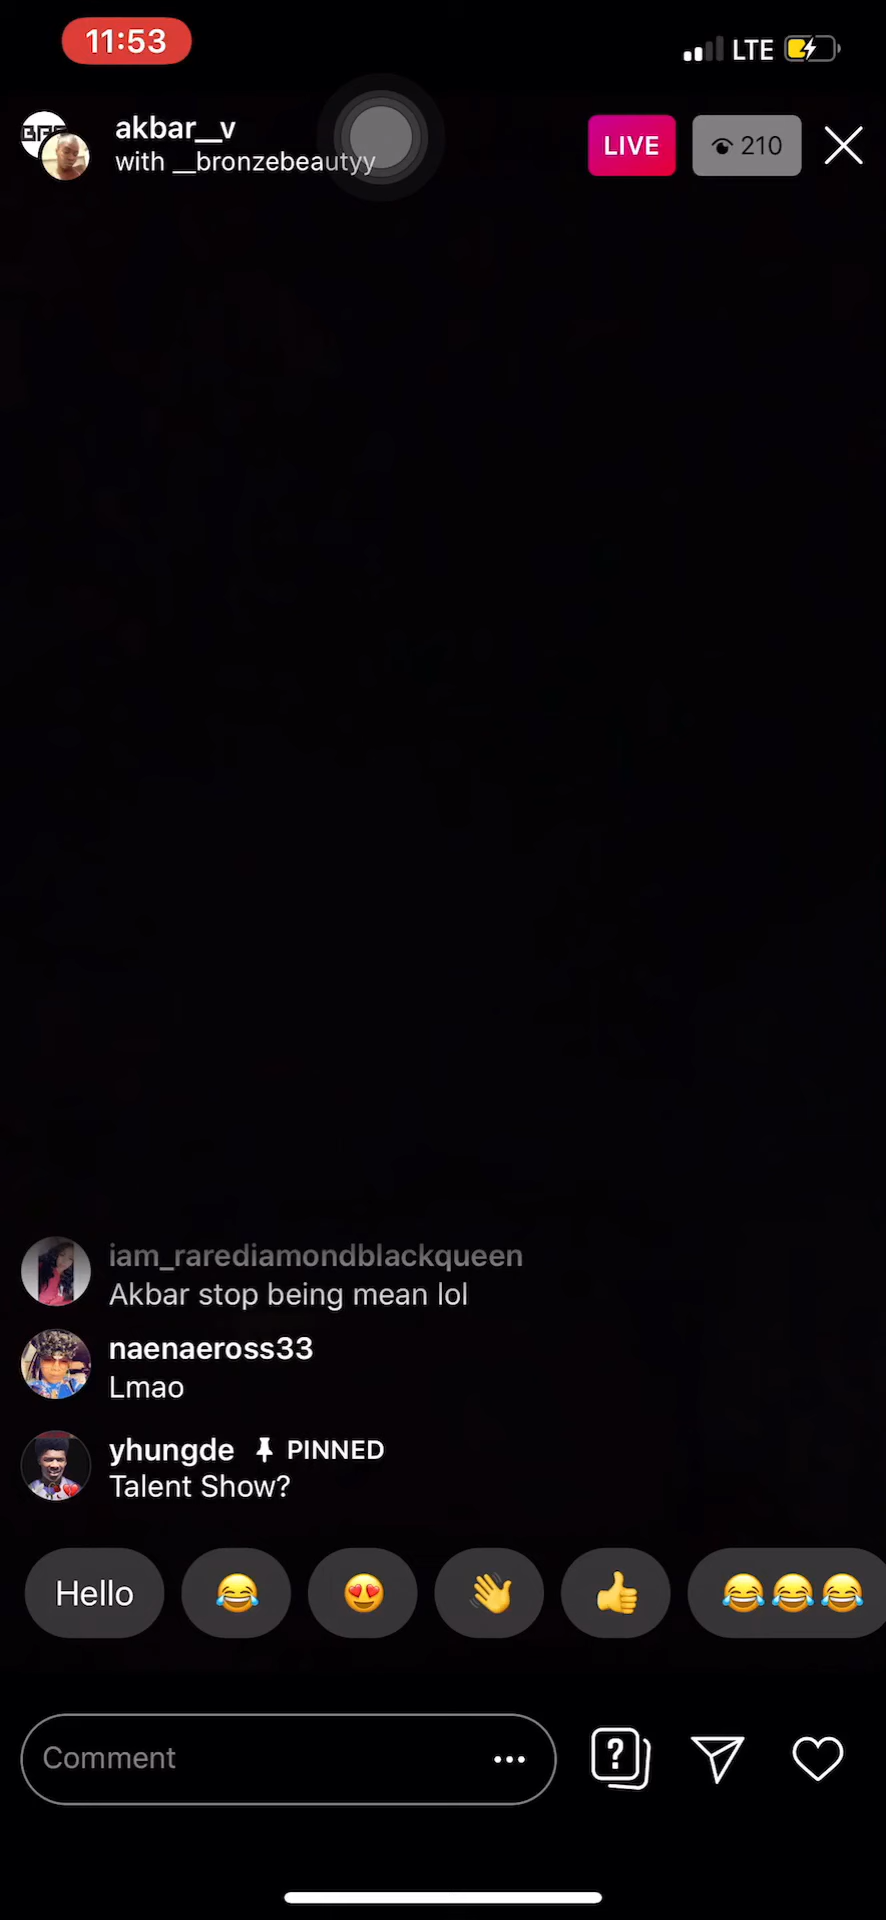 11:53
LTE
akbar__v
with __bronzebeautyy
LIVE
210
iam_rarediamondblackqueen
Akbar stop being mean lol
naenaeross33
Lmao
yhungde PINNED
Talent Show?
Hello
Comment